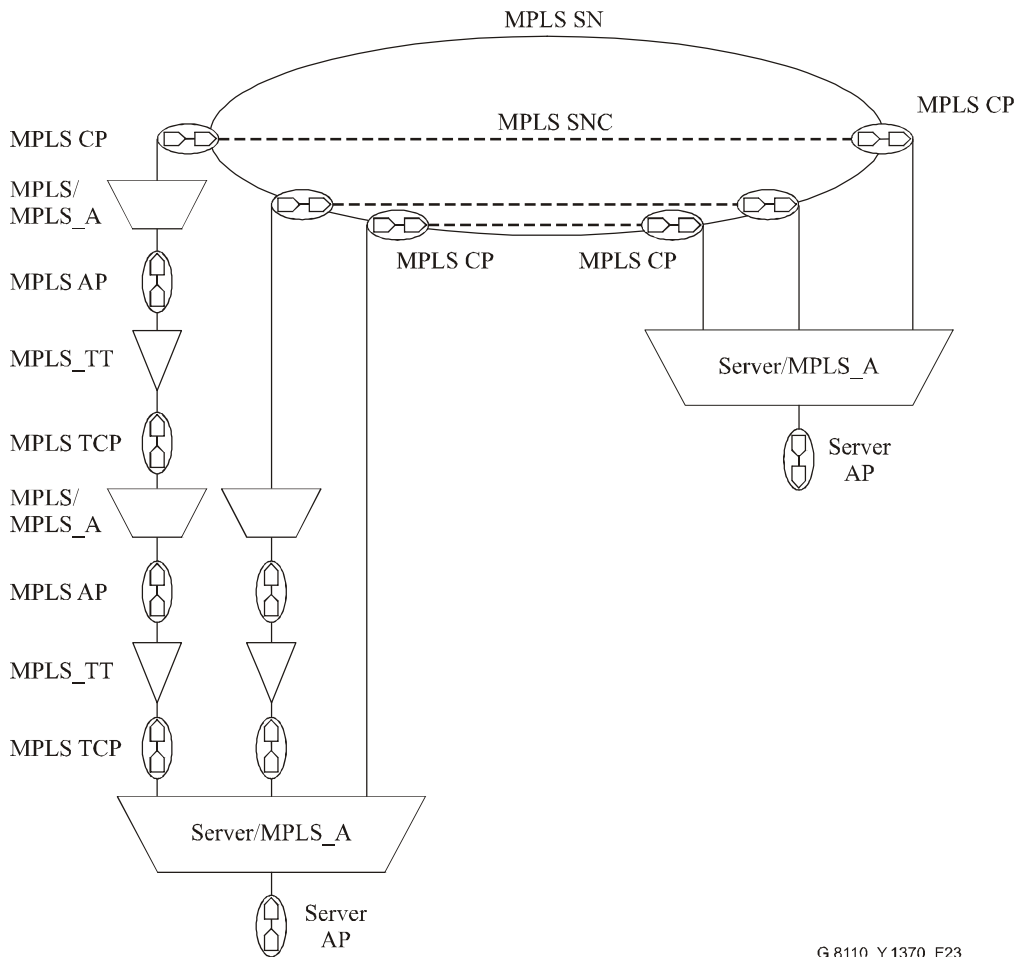 MPLS SN
MPLS CP
MPLS CP
MPLS SNC
MPLS/
MPLS_A
MPLS CP
MPLS CP
MPLS AP
MPLS_TT
Server/MPLS_A
MPLS TCP
Server
AP
MPLS/
MPLS_A
MPLS AP
MPLS_TT
MPLS TCP
Server/MPLS_A
Server
AP
G.8110_Y.1370_F23